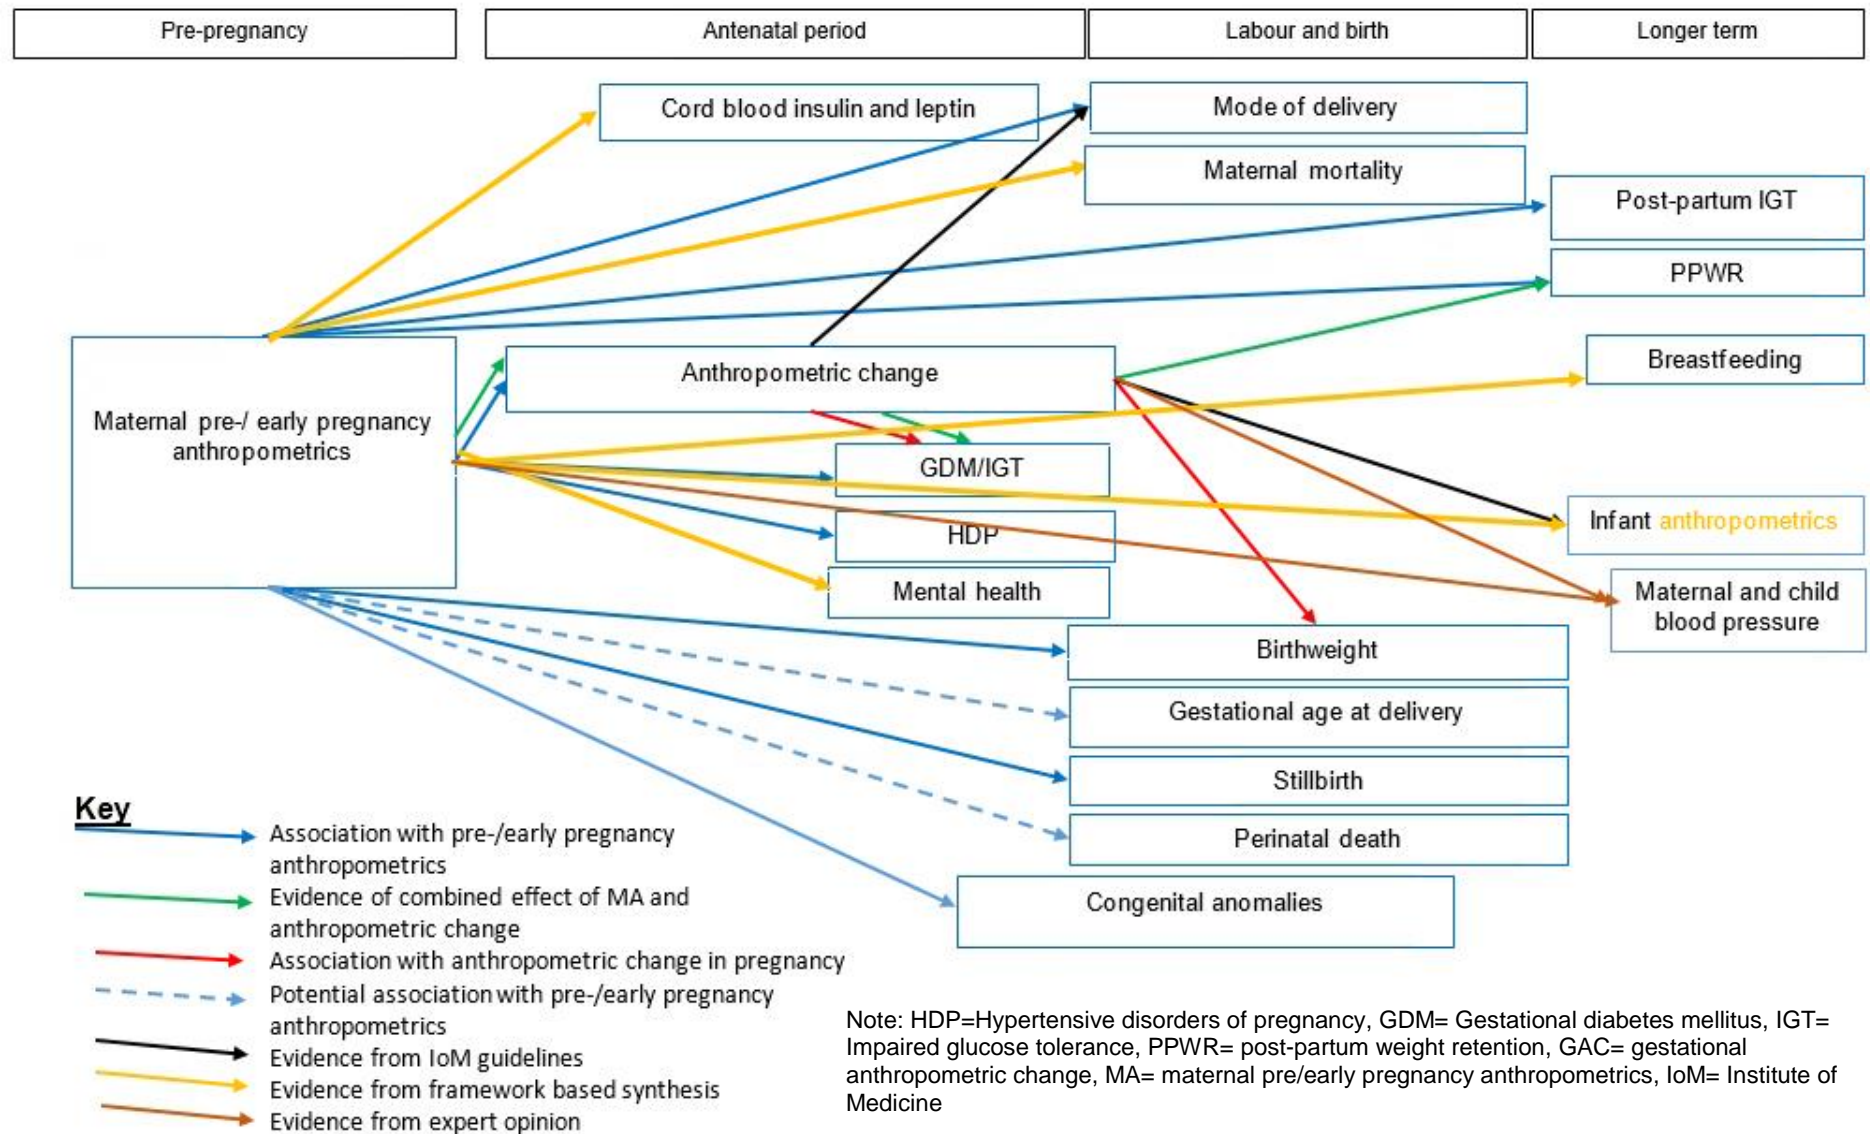 Pre-pregnancy
Antenatal period
Labour and birth
Longer term
Cord blood insulin and leptin
Mode of delivery
Maternal mortality
Post-partum IGT
PPWR
Anthropometric change
Breastfeeding
Maternal pre-/ early pregnancy
anthropometrics
GDM/IGT
Infant anthropometrics
HDP
Mental health
Maternal and child
blood pressure
Birthweight
Gestational age at delivery
Stillbirth
Perinatal death
Congenital anomalies
Key
Association with pre-/early pregnancy
anthropometrics
Evidence of combined effect of MA and
anthropometric change
Association with anthropometric change in pregnancy
Potential association with pre-/early pregnancy
anthropometrics
Evidence from IoM guidelines
Evidence from framework based synthesis
Evidence from expert opinion
Note: HDP=Hypertensive disorders of pregnancy, GDM= Gestational diabetes mellitus, IGT=
Impaired glucose tolerance, PPWR= post-partum weight retention, GAC= gestational
anthropometric change, MA= maternal pre/early pregnancy anthropometrics, IoM= Institute of
Medicine